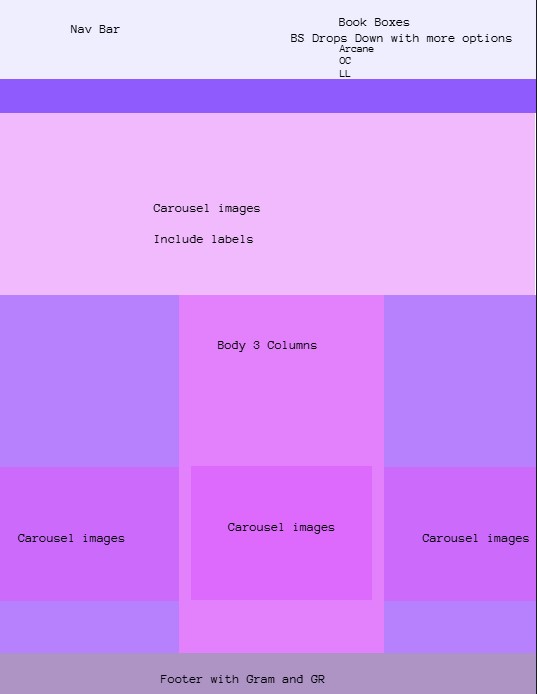 Nav Bar
Book Boxes
BS Drops Down with more options
Arcane
OC
LL
Carousel images
Include labels
Body 3 Columns
Carousel images
Carousel images
Carousel images
Footer with Gram and GR